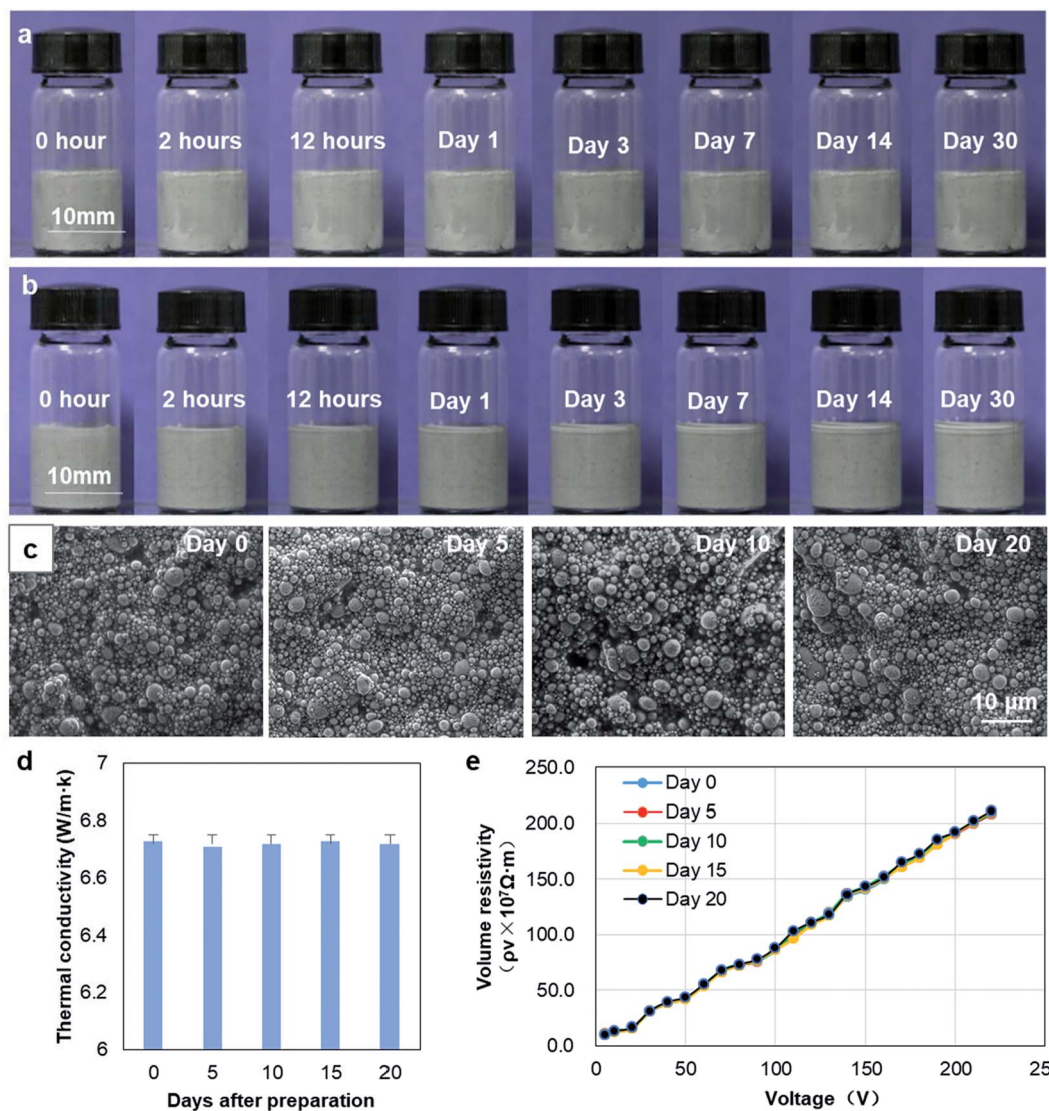 a
0 hour
2 hours
12 hours
Day 1
Day 3
Day 7
Day 14
Day 30
10mm
b
0 hour
2 hours
12 hours
Day 1
Day 3
Day 7
Day 14
Day 30
10mm
c
Day 0
Day 5
Day 10
Day 20
10 µm
d
Thermal conductivity (W/m·k)
7
6.8
6.6
6.4
6.2
6
0 5 10 15 20
Days after preparation
e
Volume resistivity
(ρv×10⁷Ω·m)
250.0
200.0
150.0
100.0
50.0
0.0
Day 0
Day 5
Day 10
Day 15
Day 20
0 50 100 150 200 25
Voltage (V)